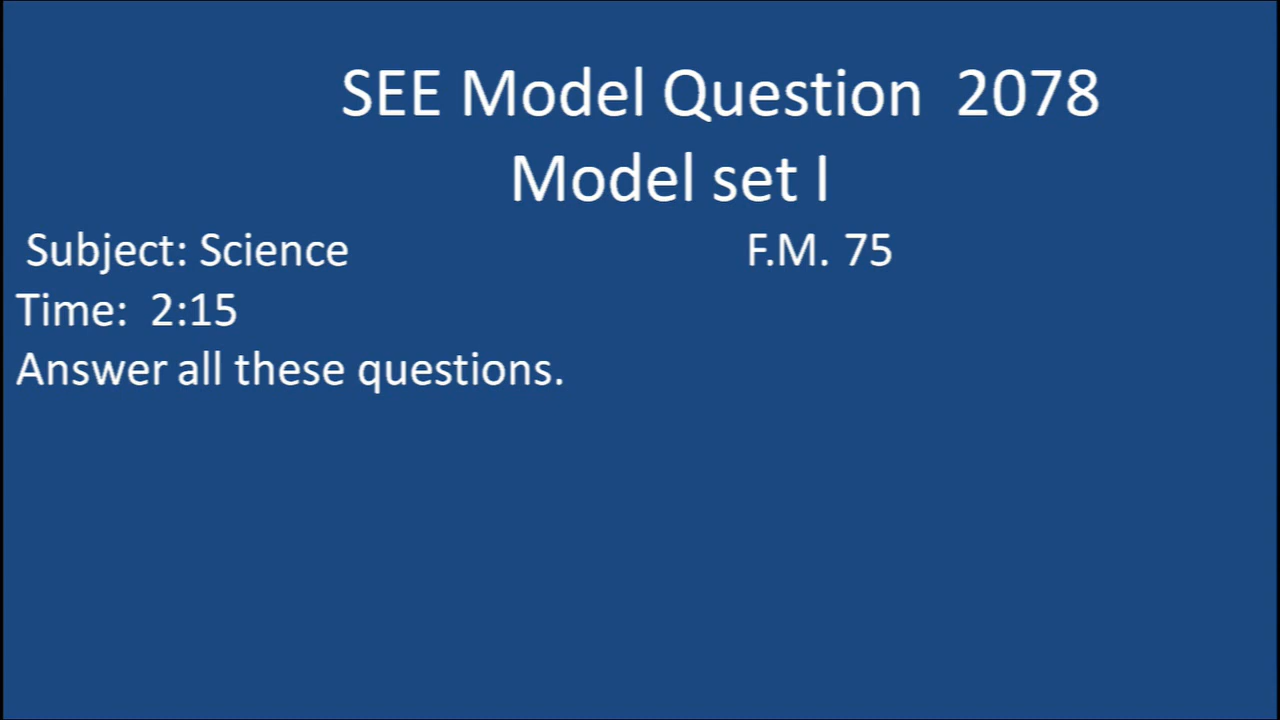 SEE Model Question 2078
Model set I
Subject: Science F.M. 75
Time: 2:15
Answer all these questions.